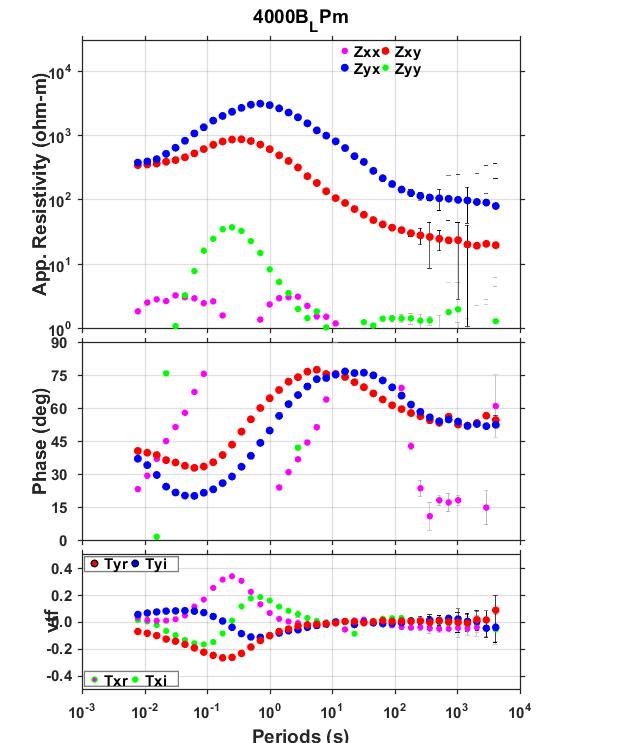 4000B_L Pm
Zxx Zxy
Zyx Zyy
App. Resistivity (ohm-m)
10^4
10^3
10^2
10^1
10^0
Phase (deg)
90
75
60
45
30
15
0
vtf
Tyr Tyi
0.4
0.2
0.0
-0.2
-0.4
Txr Txi
10^-3 10^-2 10^-1 10^0 10^1 10^2 10^3 10^4
Periods (s)